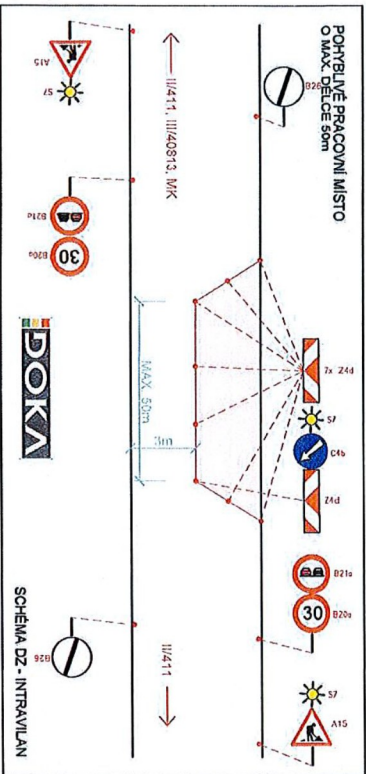 POHYBLIVÉ PRACOVNÍ MÍSTO
O MAX. DÉLCE 50m
B26
7x Z4d
S7
C4b
Z4d
B21a
30
B20a
S7
A15
II/411, III/40813, MK
MAX. 50m
3m
II/411
A15
S7
B21a
30
B20a
DOKA
B26
SCHÉMA DZ - INTRAVILAN